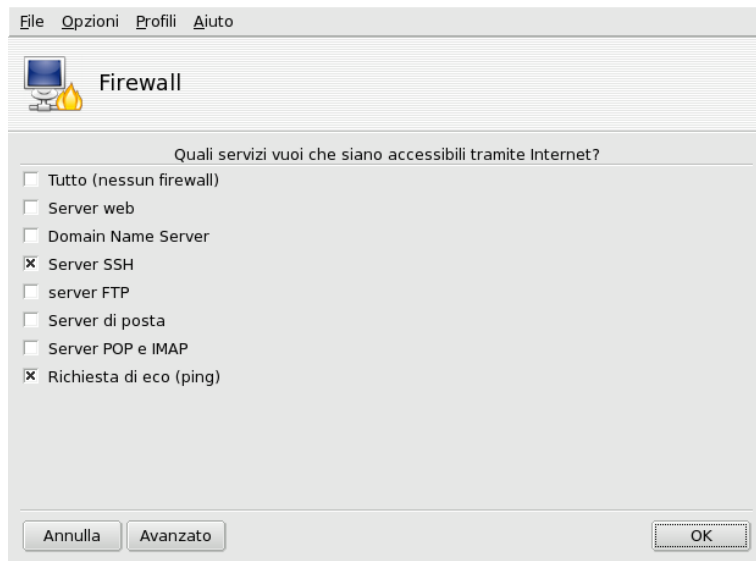 File Opzioni Profili Aiuto
Firewall
Quali servizi vuoi che siano accessibili tramite Internet?
Tutto (nessun firewall)
Server web
Domain Name Server
Server SSH
server FTP
Server di posta
Server POP e IMAP
Richiesta di eco (ping)
Annulla Avanzato OK